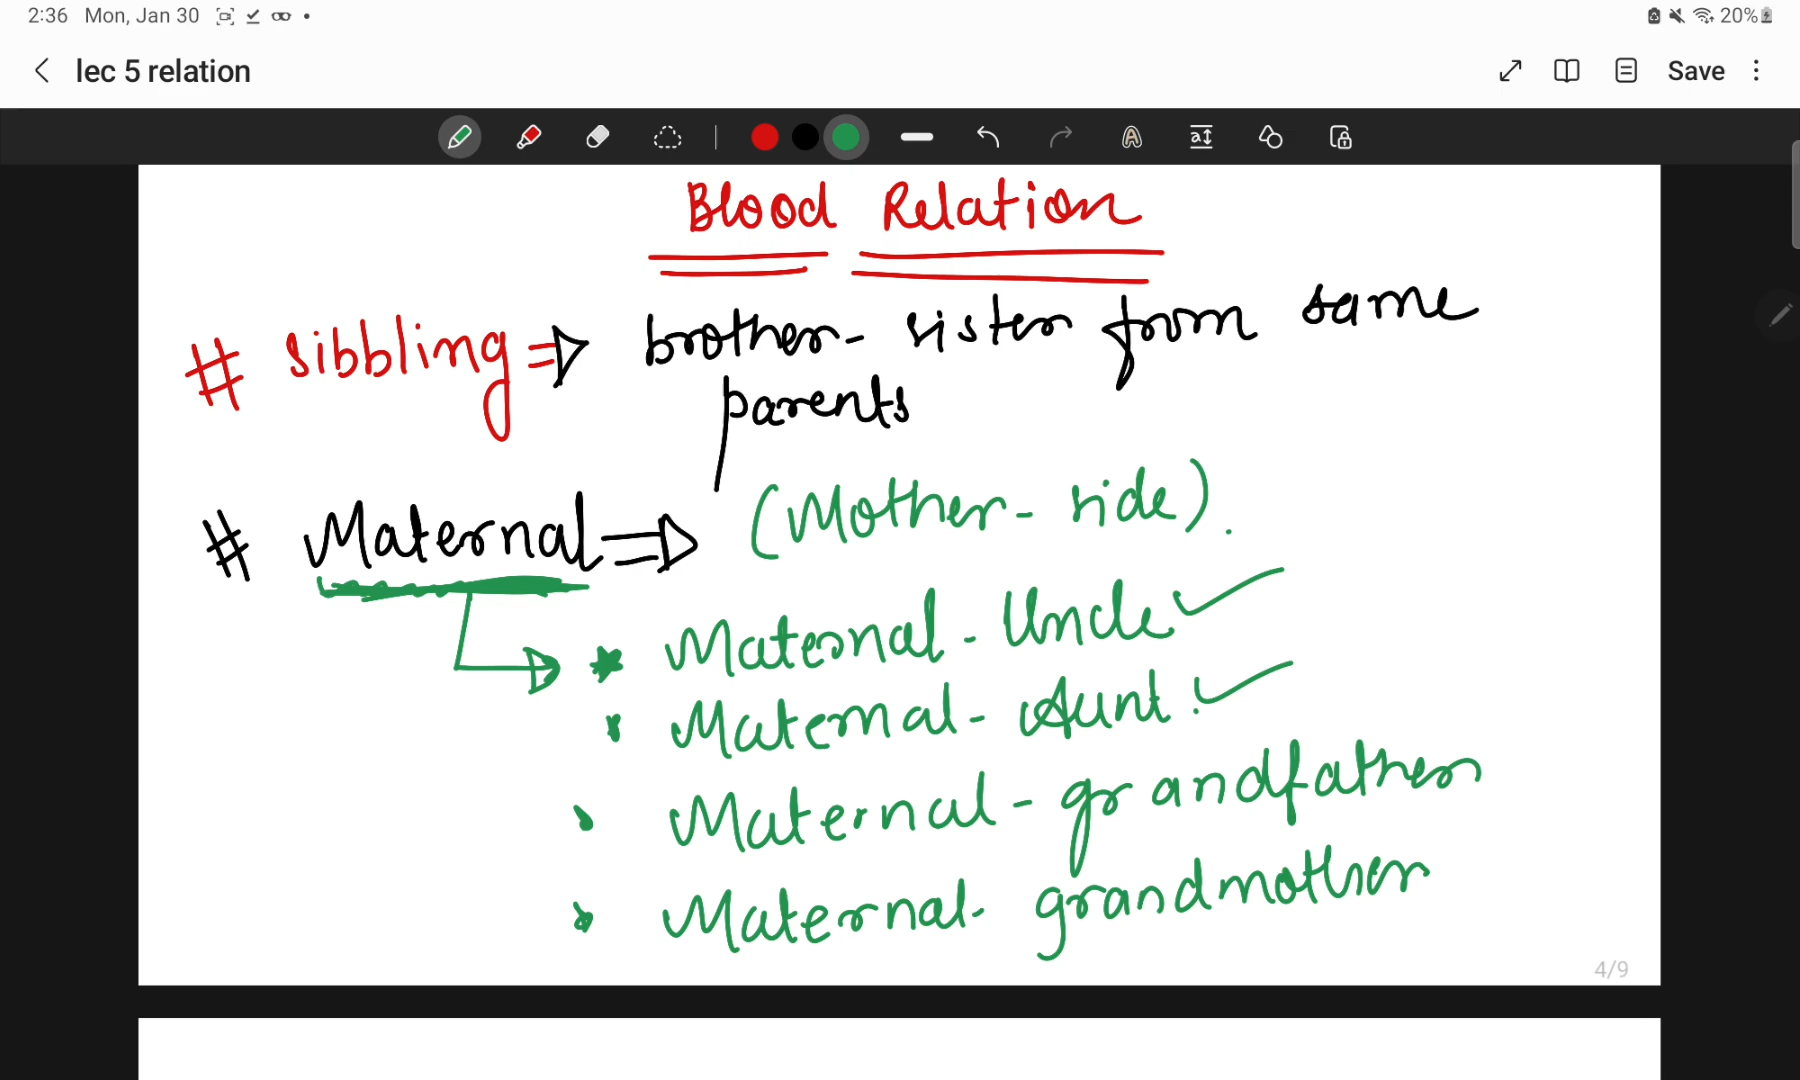 2:36 Mon, Jan 30
20%
lec 5 relation
Save
Blood Relation
# sibbling ⇒ brother- sister from same
parents
# Maternal ⇒ (Mother- side).
* Maternal - Uncle ✓
• Maternal - Aunt. ✓
• Maternal - grandfather
• Maternal - grandmother
4/9